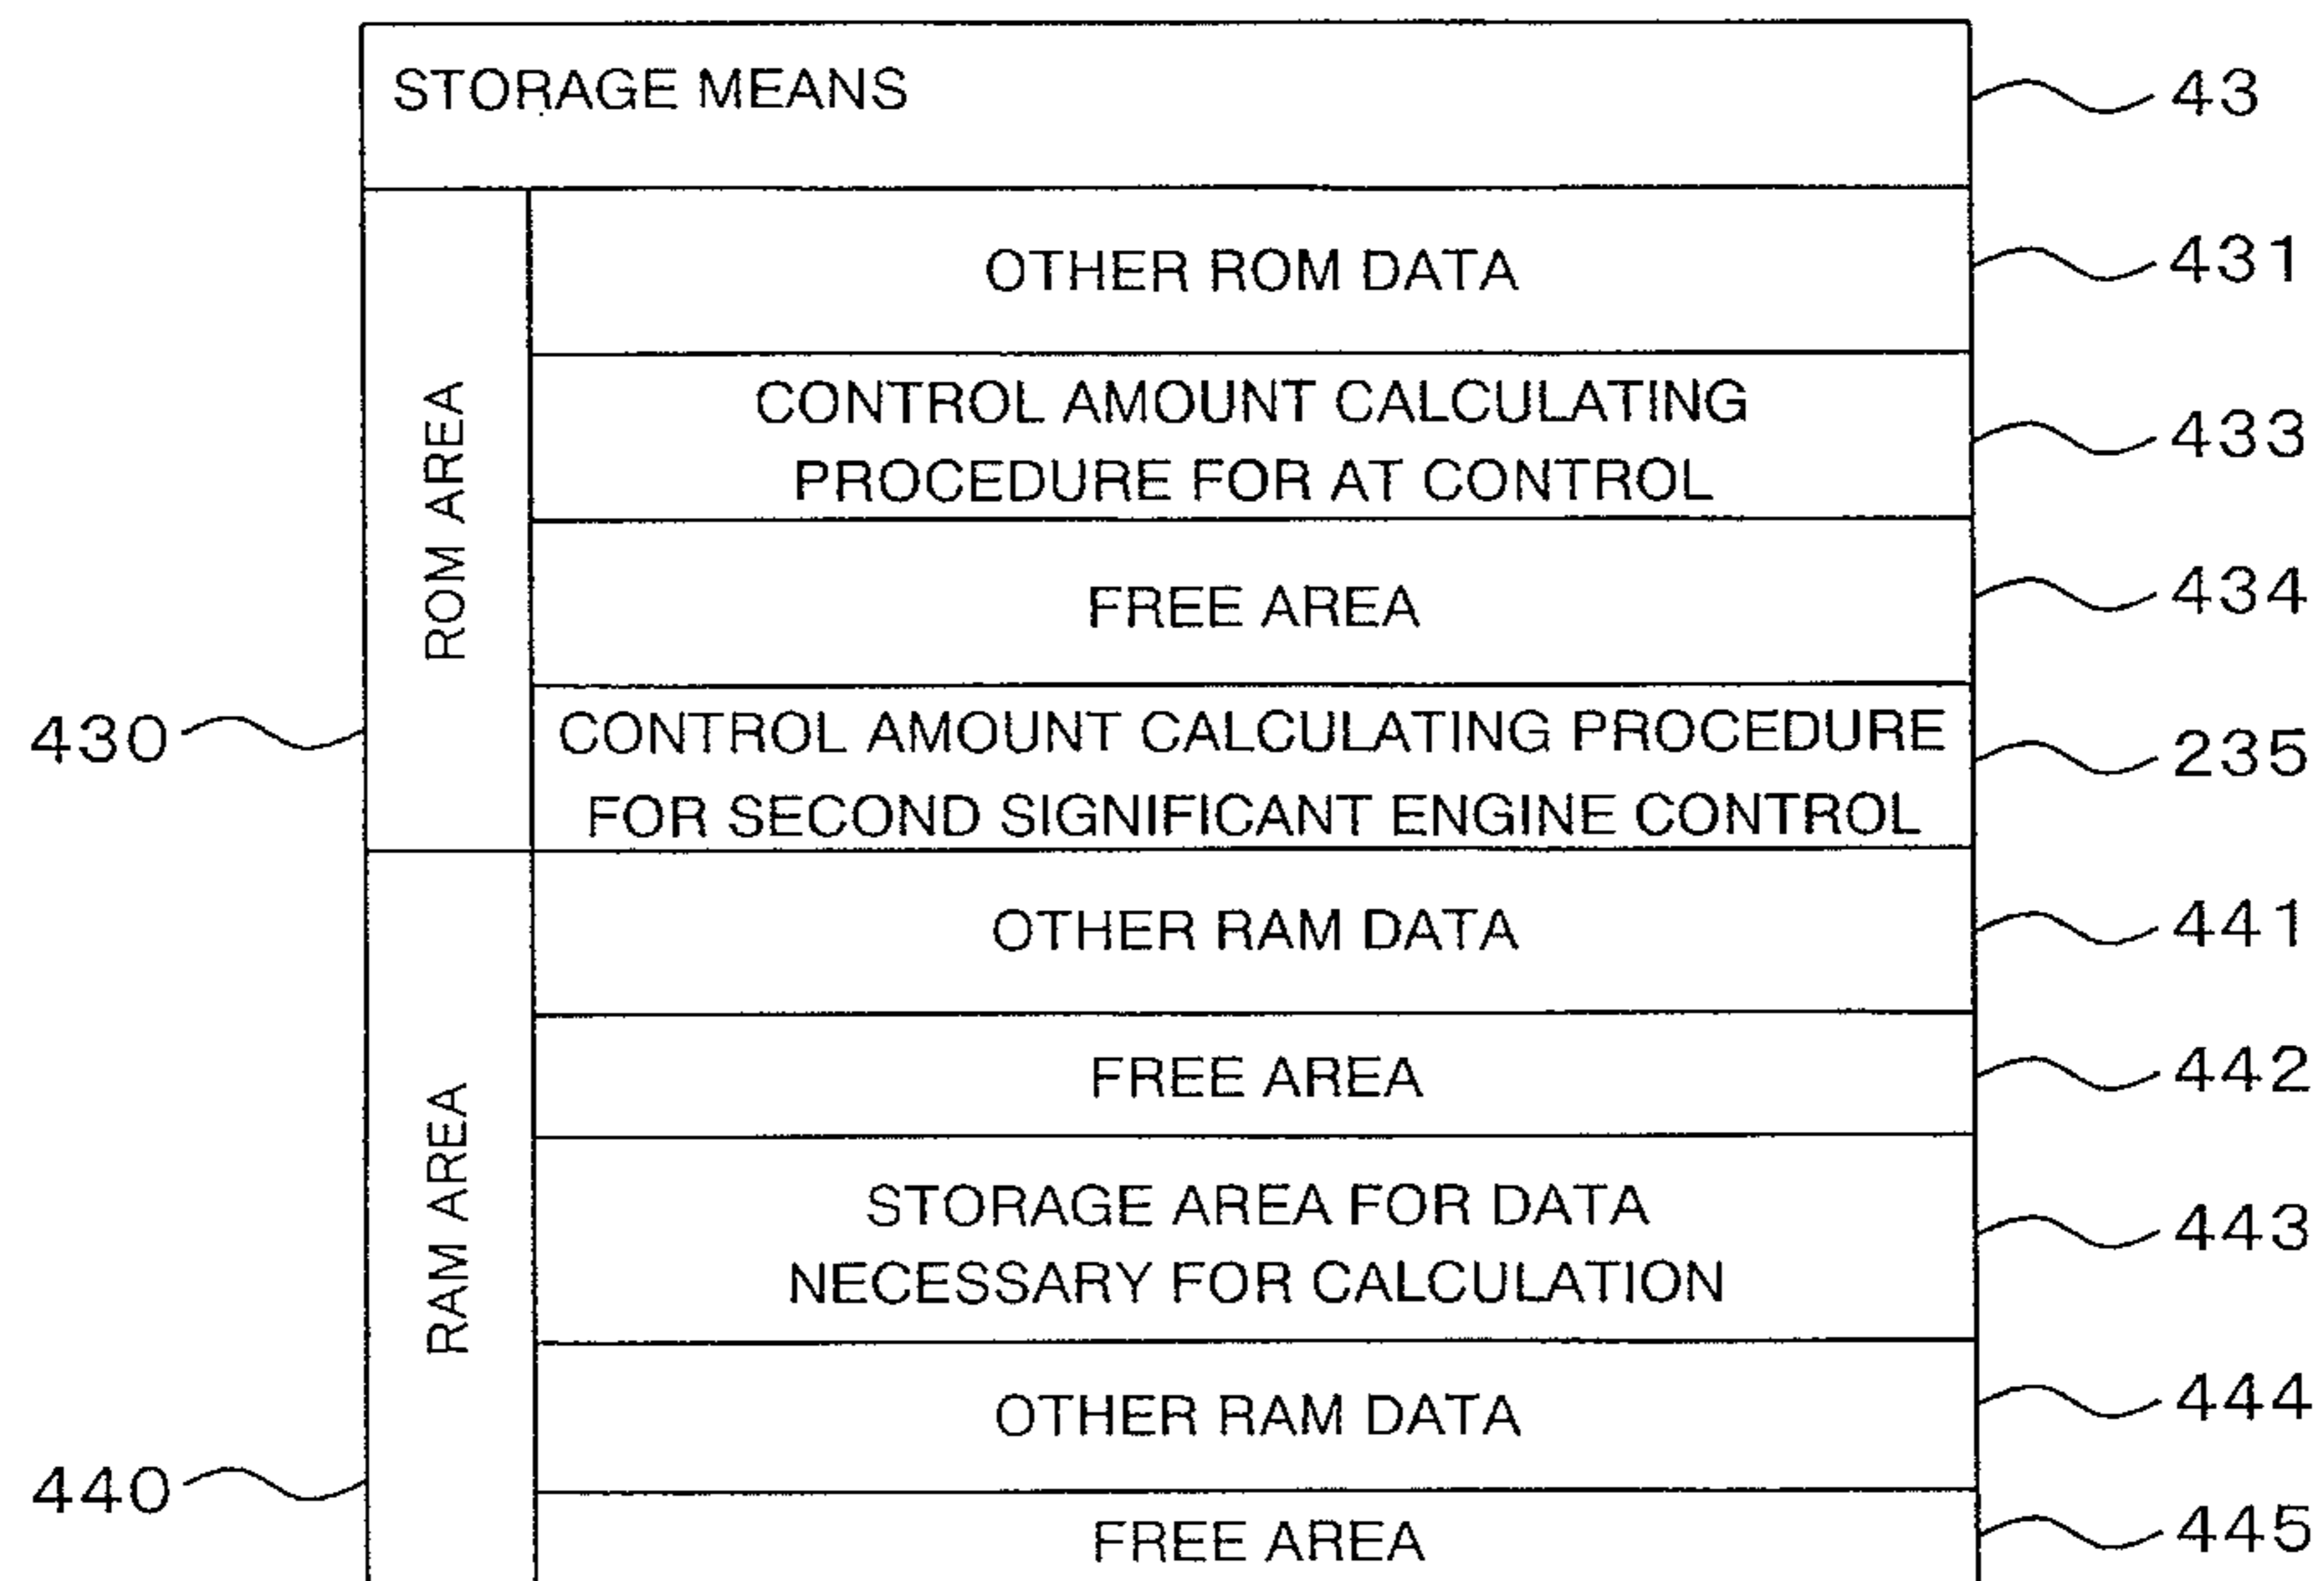 STORAGE MEANS
43
ROM AREA
430
OTHER ROM DATA
431
CONTROL AMOUNT CALCULATING
PROCEDURE FOR AT CONTROL
433
FREE AREA
434
CONTROL AMOUNT CALCULATING PROCEDURE
FOR SECOND SIGNIFICANT ENGINE CONTROL
235
RAM AREA
440
OTHER RAM DATA
441
FREE AREA
442
STORAGE AREA FOR DATA
NECESSARY FOR CALCULATION
443
OTHER RAM DATA
444
FREE AREA
445